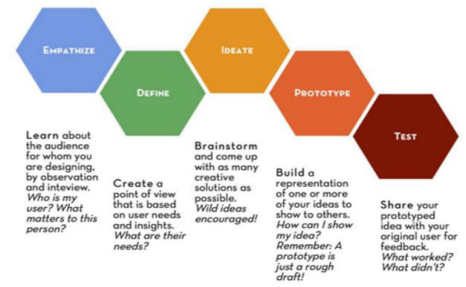 EMPATHIZE
DEFINE
IDEATE
PROTOTYPE
TEST
Learn about
the audience
for whom you
are designing,
by observation
and inteview.
Who is my
user? What
matters to this
person?
Create a
point of view
that is based
on user needs
and insights.
What are their
needs?
Brainstorm
and come up
with as many
creative
solutions as
possible.
Wild ideas
encouraged!
Build a
representation
of one or more
of your ideas to
show to others.
How can I show
my idea?
Remember: A
prototype is
just a rough
draft!
Share your
prototyped
idea with your
original user for
feedback.
What worked?
What didn't?